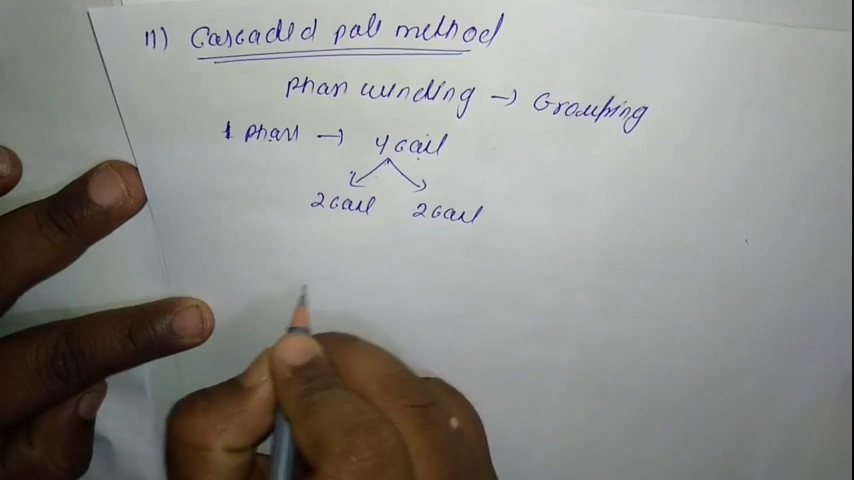 11) Cascaded pole method
Phase winding → Grouping
1 Phase → 4 Coil
2 Coil 2 Coil